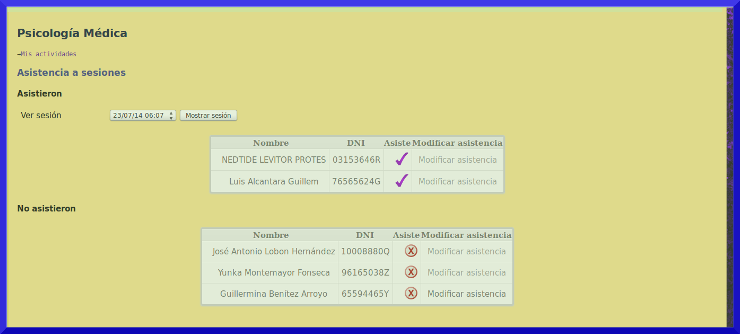 Psicología Médica
—Mis actividades
Asistencia a sesiones
Asistieron
Ver sesión 23/07/14 06:07 Mostrar sesión
Nombre DNI Asiste Modificar asistencia
NEDTIDE LEVITOR PROTES 03153646R Modificar asistencia
Luis Alcantara Guillem 76565624G Modificar asistencia
No asistieron
Nombre DNI Asiste Modificar asistencia
José Antonio Lobon Hernández 10008880Q X Modificar asistencia
Yunka Montemayor Fonseca 96165038Z X Modificar asistencia
Guillermina Benítez Arroyo 65594465Y X Modificar asistencia